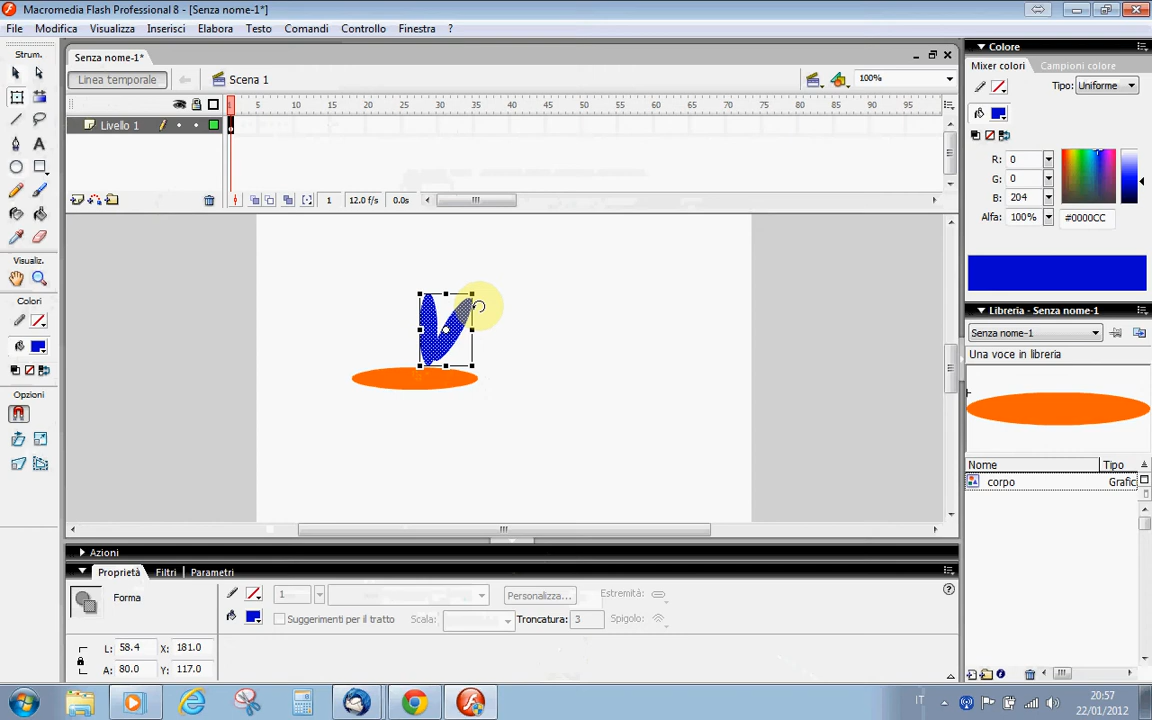 Macromedia Flash Professional 8 - [Senza nome-1*]
File Modifica Visualizza Inserisci Elabora Testo Comandi Controllo Finestra ?
Strum.
Senza nome-1*
Linea temporale Scena 1 100%
1 5 10 15 20 25 30 35 40 45 50 55 60 65 70 75 80 85 90 95
Livello 1
1 12.0 f/s 0.0s
Visualiz.
Colori
Opzioni
Colore
Mixer colori Campioni colore
Tipo: Uniforme
R: 0
G: 0
B: 204
Alfa: 100% #0000CC
Libreria - Senza nome-1
Senza nome-1
Una voce in libreria
Nome Tipo
corpo Grafic
Azioni
Proprietà Filtri Parametri
Forma
1 Personalizza... Estremità:
Suggerimenti per il tratto Scala: Troncatura: 3 Spigolo:
L: 58.4 X: 181.0
A: 80.0 Y: 117.0
IT 20:57
22/01/2012